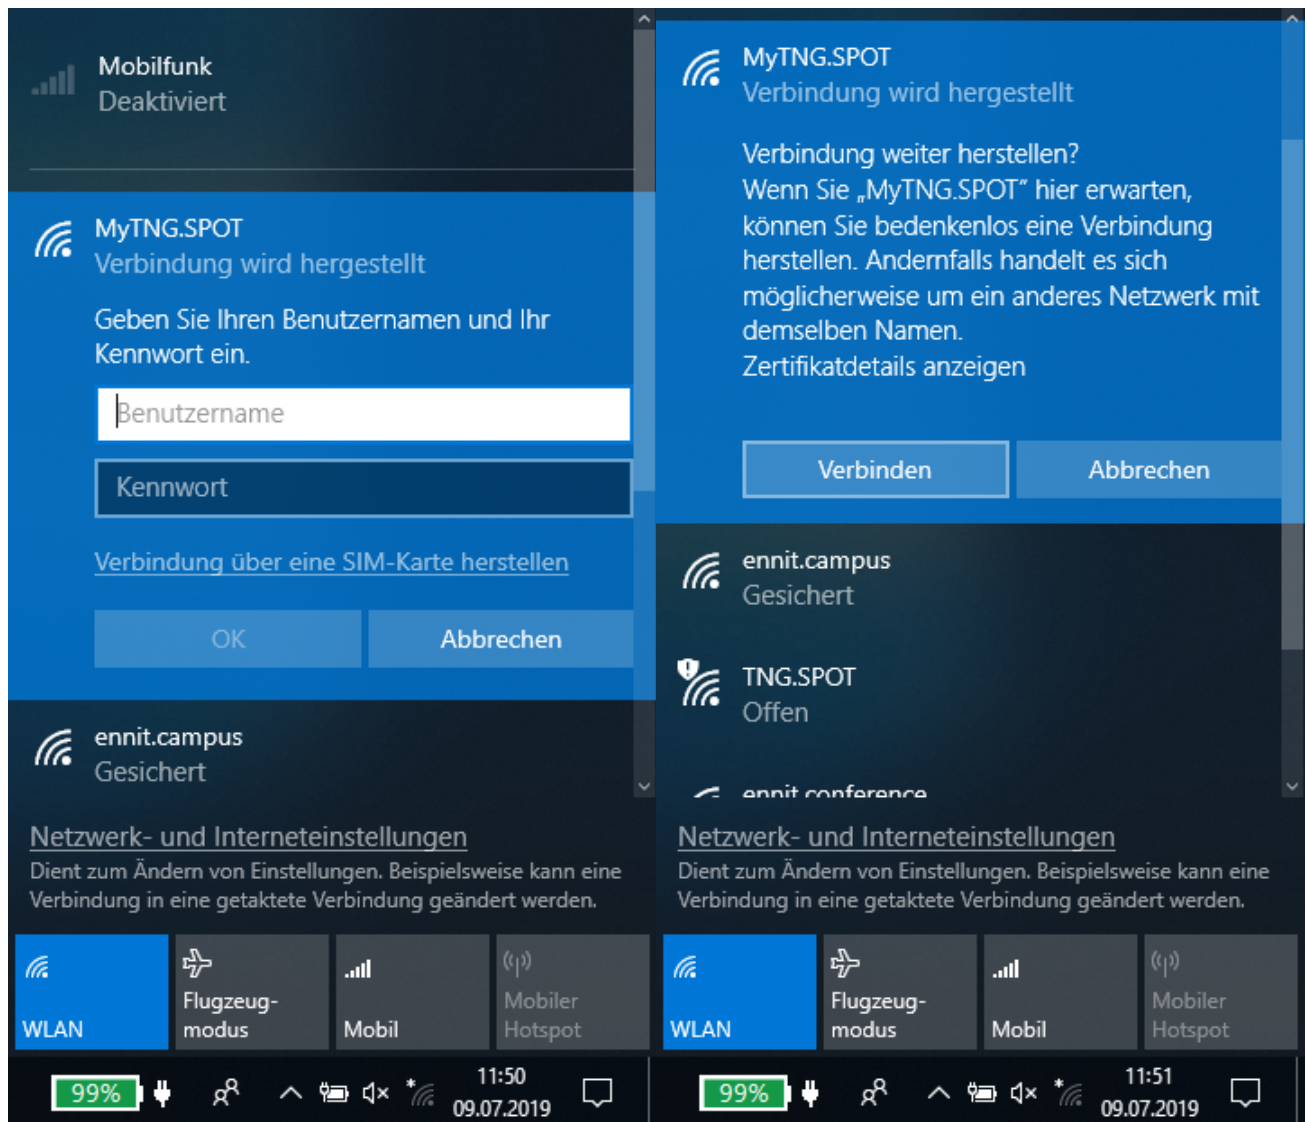 Mobilfunk
Deaktiviert
MyTNG.SPOT
Verbindung wird hergestellt
Geben Sie Ihren Benutzernamen und Ihr
Kennwort ein.
Benutzername
Kennwort
Verbindung über eine SIM-Karte herstellen
OK
Abbrechen
ennit.campus
Gesichert
Netzwerk- und Interneteinstellungen
Dient zum Ändern von Einstellungen. Beispielsweise kann eine
Verbindung in eine getaktete Verbindung geändert werden.
WLAN
Flugzeug-
modus
Mobil
Mobiler
Hotspot
99%
11:50
09.07.2019
MyTNG.SPOT
Verbindung wird hergestellt
Verbindung weiter herstellen?
Wenn Sie „MyTNG.SPOT“ hier erwarten,
können Sie bedenkenlos eine Verbindung
herstellen. Andernfalls handelt es sich
möglicherweise um ein anderes Netzwerk mit
demselben Namen.
Zertifikatdetails anzeigen
Verbinden
Abbrechen
ennit.campus
Gesichert
TNG.SPOT
Offen
ennit.conference
Netzwerk- und Interneteinstellungen
Dient zum Ändern von Einstellungen. Beispielsweise kann eine
Verbindung in eine getaktete Verbindung geändert werden.
WLAN
Flugzeug-
modus
Mobil
Mobiler
Hotspot
99%
11:51
09.07.2019